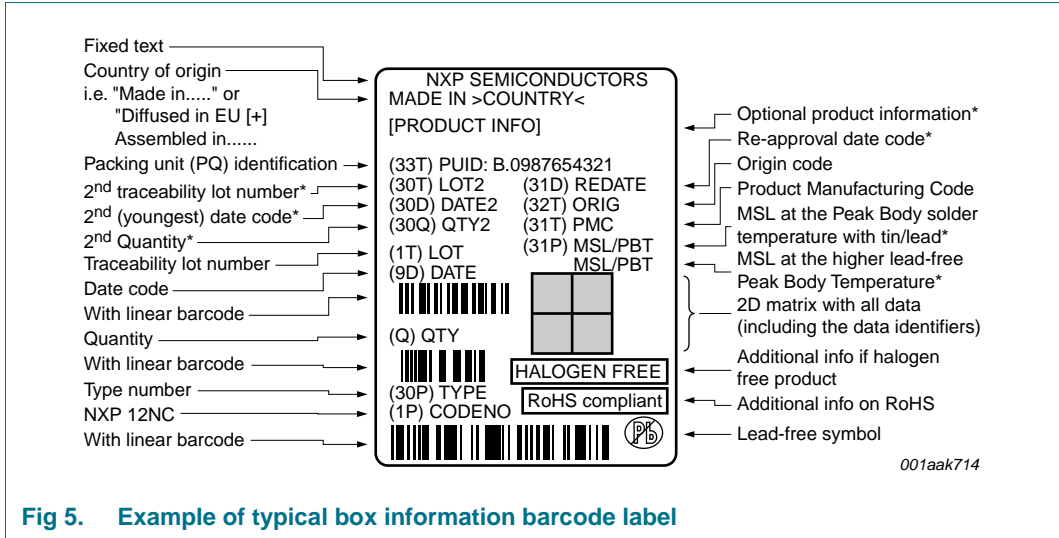 Fixed text
Country of origin
i.e. "Made in....." or
"Diffused in EU [+]
Assembled in......
Packing unit (PQ) identification
2nd traceability lot number*
2nd (youngest) date code*
2nd Quantity*
Traceability lot number
Date code
With linear barcode
Quantity
With linear barcode
Type number
NXP 12NC
With linear barcode
NXP SEMICONDUCTORS
MADE IN >COUNTRY<
[PRODUCT INFO]
(33T) PUID: B.0987654321
(30T) LOT2 (31D) REDATE
(30D) DATE2 (32T) ORIG
(30Q) QTY2 (31T) PMC
(31P) MSL/PBT
(1T) LOT
MSL/PBT
(9D) DATE
(Q) QTY
HALOGEN FREE
(30P) TYPE
RoHS compliant
(1P) CODENO
Pb
Optional product information*
Re-approval date code*
Origin code
Product Manufacturing Code
MSL at the Peak Body solder
temperature with tin/lead*
MSL at the higher lead-free
Peak Body Temperature*
2D matrix with all data
(including the data identifiers)
Additional info if halogen
free product
Additional info on RoHS
Lead-free symbol
001aak714
Fig 5. Example of typical box information barcode label